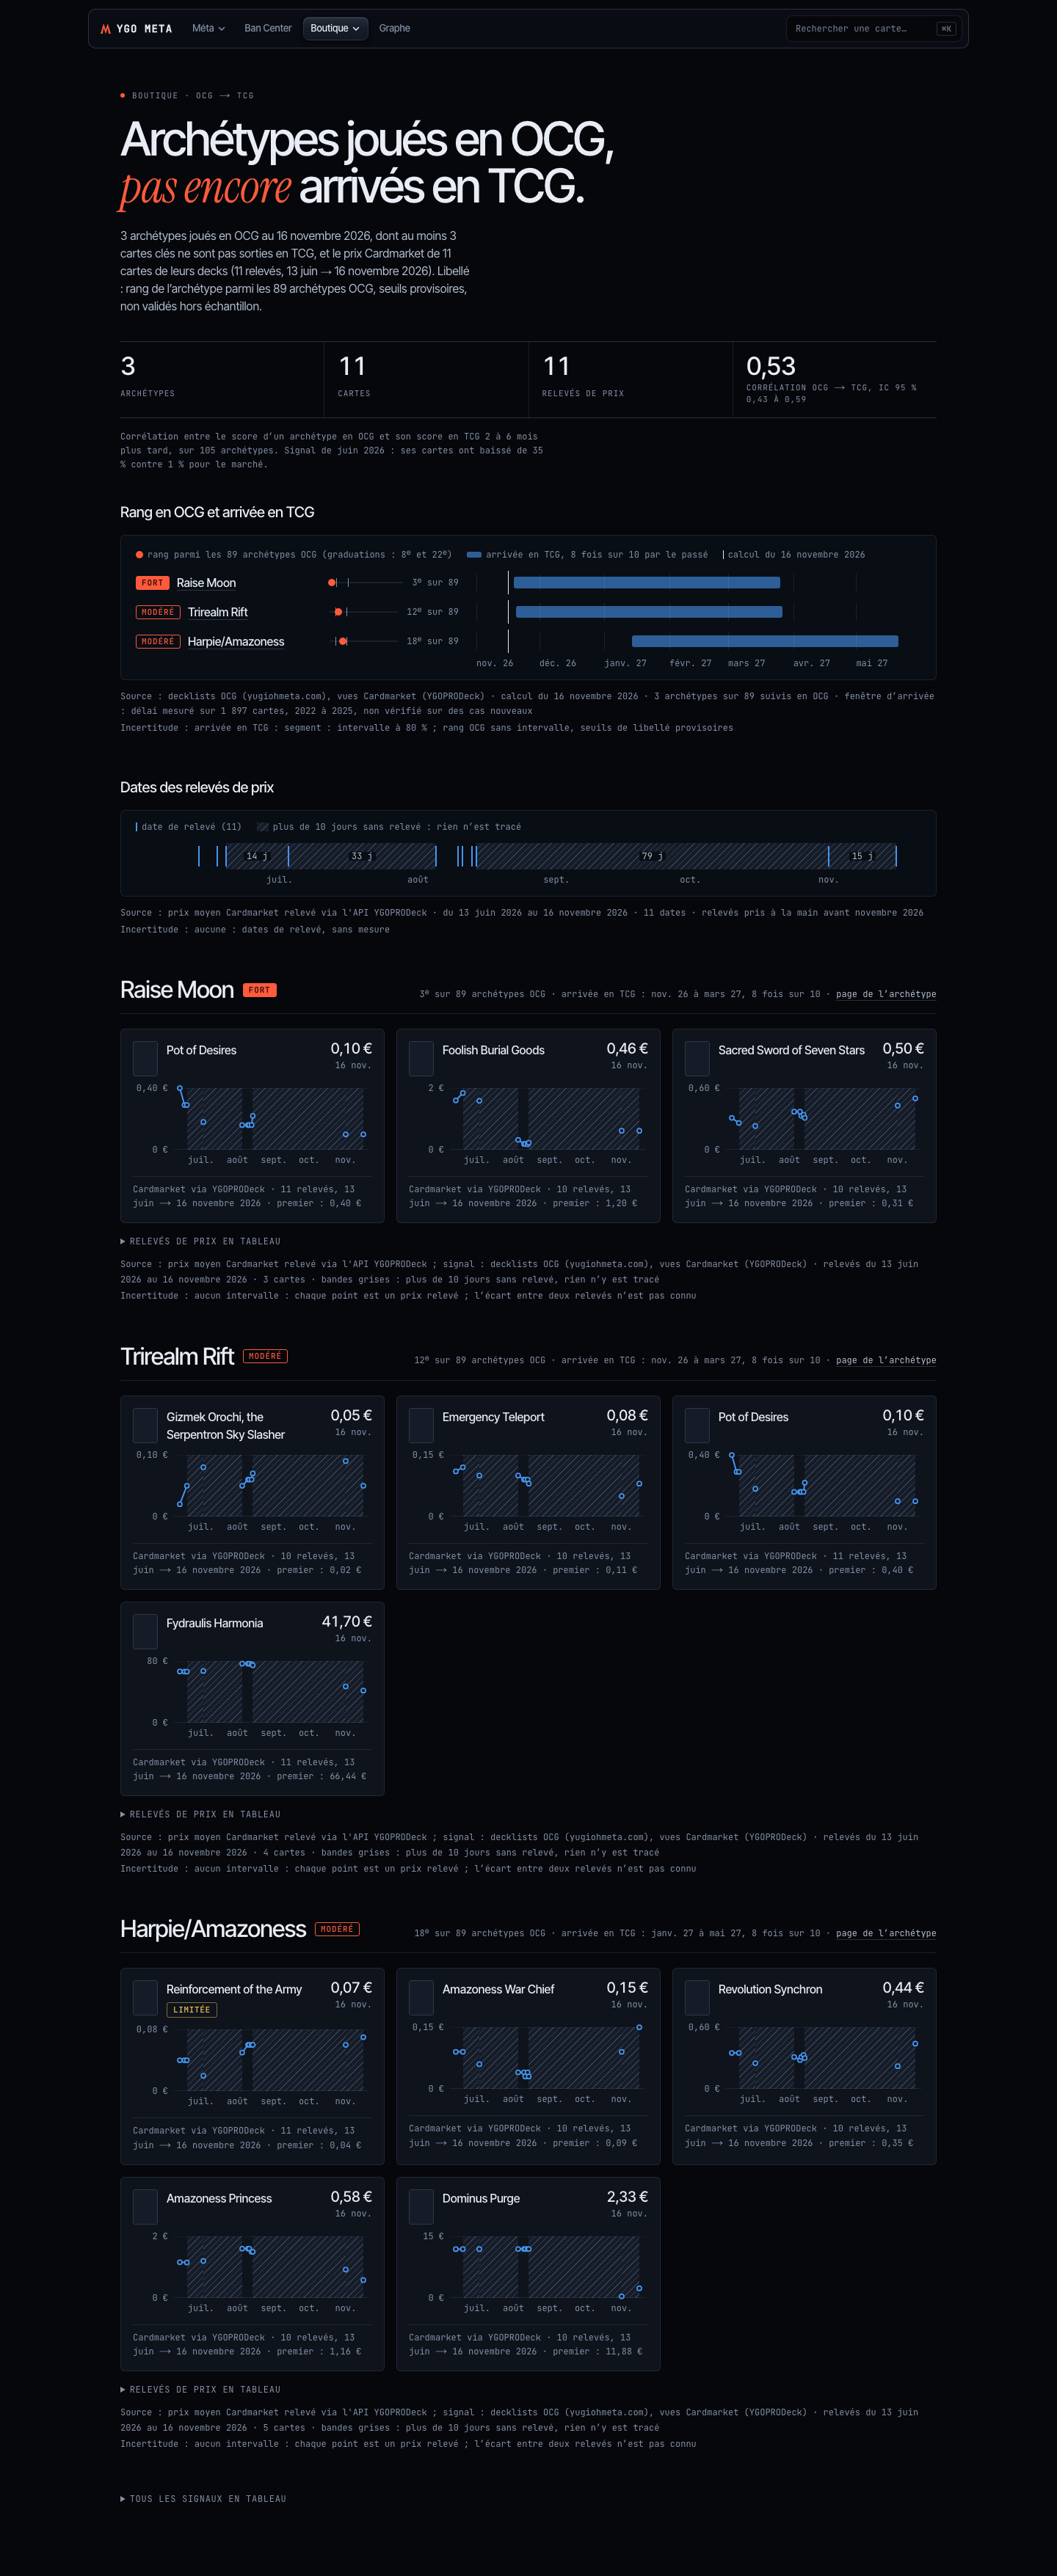 YGO META Méta Ban Center Boutique Graphe Rechercher une carte… ⌘K
BOUTIQUE · OCG ⟶ TCG
Archétypes joués en OCG,
pas encore arrivés en TCG.
3 archétypes joués en OCG au 16 novembre 2026, dont au moins 3
cartes clés ne sont pas sorties en TCG, et le prix Cardmarket de 11
cartes de leurs decks (11 relevés, 13 juin → 16 novembre 2026). Libellé
: rang de l’archétype parmi les 89 archétypes OCG, seuils provisoires,
non validés hors échantillon.
3 11 11 0,53
ARCHÉTYPES CARTES RELEVÉS DE PRIX CORRÉLATION OCG ⟶ TCG, IC 95 %
0,43 À 0,59
Corrélation entre le score d’un archétype en OCG et son score en TCG 2 à 6 mois
plus tard, sur 105 archétypes. Signal de juin 2026 : ses cartes ont baissé de 35
% contre 1 % pour le marché.
Rang en OCG et arrivée en TCG
rang parmi les 89 archétypes OCG (graduations : 8ᵉ et 22ᵉ) arrivée en TCG, 8 fois sur 10 par le passé calcul du 16 novembre 2026
FORT Raise Moon 3ᵉ sur 89
MODÉRÉ Trirealm Rift 12ᵉ sur 89
MODÉRÉ Harpie/Amazoness 18ᵉ sur 89
nov. 26 déc. 26 janv. 27 févr. 27 mars 27 avr. 27 mai 27
Source : decklists OCG (yugiohmeta.com), vues Cardmarket (YGOPRODeck) · calcul du 16 novembre 2026 · 3 archétypes sur 89 suivis en OCG · fenêtre d’arrivée
: délai mesuré sur 1 897 cartes, 2022 à 2025, non vérifié sur des cas nouveaux
Incertitude : arrivée en TCG : segment : intervalle à 80 % ; rang OCG sans intervalle, seuils de libellé provisoires
Dates des relevés de prix
date de relevé (11) plus de 10 jours sans relevé : rien n’est tracé
14 j 33 j 79 j 15 j
juil. août sept. oct. nov.
Source : prix moyen Cardmarket relevé via l'API YGOPRODeck · du 13 juin 2026 au 16 novembre 2026 · 11 dates · relevés pris à la main avant novembre 2026
Incertitude : aucune : dates de relevé, sans mesure
Raise Moon FORT 3ᵉ sur 89 archétypes OCG · arrivée en TCG : nov. 26 à mars 27, 8 fois sur 10 · page de l’archétype
Pot of Desires 0,10 € Foolish Burial Goods 0,46 € Sacred Sword of Seven Stars 0,50 €
16 nov. 16 nov. 16 nov.
0,40 € 2 € 0,60 €
0 € 0 € 0 €
juil. août sept. oct. nov. juil. août sept. oct. nov. juil. août sept. oct. nov.
Cardmarket via YGOPRODeck · 11 relevés, 13 Cardmarket via YGOPRODeck · 10 relevés, 13 Cardmarket via YGOPRODeck · 10 relevés, 13
juin ⟶ 16 novembre 2026 · premier : 0,40 € juin ⟶ 16 novembre 2026 · premier : 1,20 € juin ⟶ 16 novembre 2026 · premier : 0,31 €
▶ RELEVÉS DE PRIX EN TABLEAU
Source : prix moyen Cardmarket relevé via l'API YGOPRODeck ; signal : decklists OCG (yugiohmeta.com), vues Cardmarket (YGOPRODeck) · relevés du 13 juin
2026 au 16 novembre 2026 · 3 cartes · bandes grises : plus de 10 jours sans relevé, rien n’y est tracé
Incertitude : aucun intervalle : chaque point est un prix relevé ; l’écart entre deux relevés n’est pas connu
Trirealm Rift MODÉRÉ 12ᵉ sur 89 archétypes OCG · arrivée en TCG : nov. 26 à mars 27, 8 fois sur 10 · page de l’archétype
Gizmek Orochi, the 0,05 € Emergency Teleport 0,08 € Pot of Desires 0,10 €
Serpentron Sky Slasher 16 nov. 16 nov. 16 nov.
0,10 € 0,15 € 0,40 €
0 € 0 € 0 €
juil. août sept. oct. nov. juil. août sept. oct. nov. juil. août sept. oct. nov.
Cardmarket via YGOPRODeck · 10 relevés, 13 Cardmarket via YGOPRODeck · 10 relevés, 13 Cardmarket via YGOPRODeck · 11 relevés, 13
juin ⟶ 16 novembre 2026 · premier : 0,02 € juin ⟶ 16 novembre 2026 · premier : 0,11 € juin ⟶ 16 novembre 2026 · premier : 0,40 €
Fydraulis Harmonia 41,70 €
16 nov.
80 €
0 €
juil. août sept. oct. nov.
Cardmarket via YGOPRODeck · 11 relevés, 13
juin ⟶ 16 novembre 2026 · premier : 66,44 €
▶ RELEVÉS DE PRIX EN TABLEAU
Source : prix moyen Cardmarket relevé via l'API YGOPRODeck ; signal : decklists OCG (yugiohmeta.com), vues Cardmarket (YGOPRODeck) · relevés du 13 juin
2026 au 16 novembre 2026 · 4 cartes · bandes grises : plus de 10 jours sans relevé, rien n’y est tracé
Incertitude : aucun intervalle : chaque point est un prix relevé ; l’écart entre deux relevés n’est pas connu
Harpie/Amazoness MODÉRÉ 18ᵉ sur 89 archétypes OCG · arrivée en TCG : janv. 27 à mai 27, 8 fois sur 10 · page de l’archétype
Reinforcement of the Army 0,07 € Amazoness War Chief 0,15 € Revolution Synchron 0,44 €
LIMITÉE 16 nov. 16 nov. 16 nov.
0,08 € 0,15 € 0,60 €
0 € 0 € 0 €
juil. août sept. oct. nov. juil. août sept. oct. nov. juil. août sept. oct. nov.
Cardmarket via YGOPRODeck · 11 relevés, 13 Cardmarket via YGOPRODeck · 10 relevés, 13 Cardmarket via YGOPRODeck · 10 relevés, 13
juin ⟶ 16 novembre 2026 · premier : 0,04 € juin ⟶ 16 novembre 2026 · premier : 0,09 € juin ⟶ 16 novembre 2026 · premier : 0,35 €
Amazoness Princess 0,58 € Dominus Purge 2,33 €
16 nov. 16 nov.
2 € 15 €
0 € 0 €
juil. août sept. oct. nov. juil. août sept. oct. nov.
Cardmarket via YGOPRODeck · 10 relevés, 13 Cardmarket via YGOPRODeck · 10 relevés, 13
juin ⟶ 16 novembre 2026 · premier : 1,16 € juin ⟶ 16 novembre 2026 · premier : 11,88 €
▶ RELEVÉS DE PRIX EN TABLEAU
Source : prix moyen Cardmarket relevé via l'API YGOPRODeck ; signal : decklists OCG (yugiohmeta.com), vues Cardmarket (YGOPRODeck) · relevés du 13 juin
2026 au 16 novembre 2026 · 5 cartes · bandes grises : plus de 10 jours sans relevé, rien n’y est tracé
Incertitude : aucun intervalle : chaque point est un prix relevé ; l’écart entre deux relevés n’est pas connu
▶ TOUS LES SIGNAUX EN TABLEAU